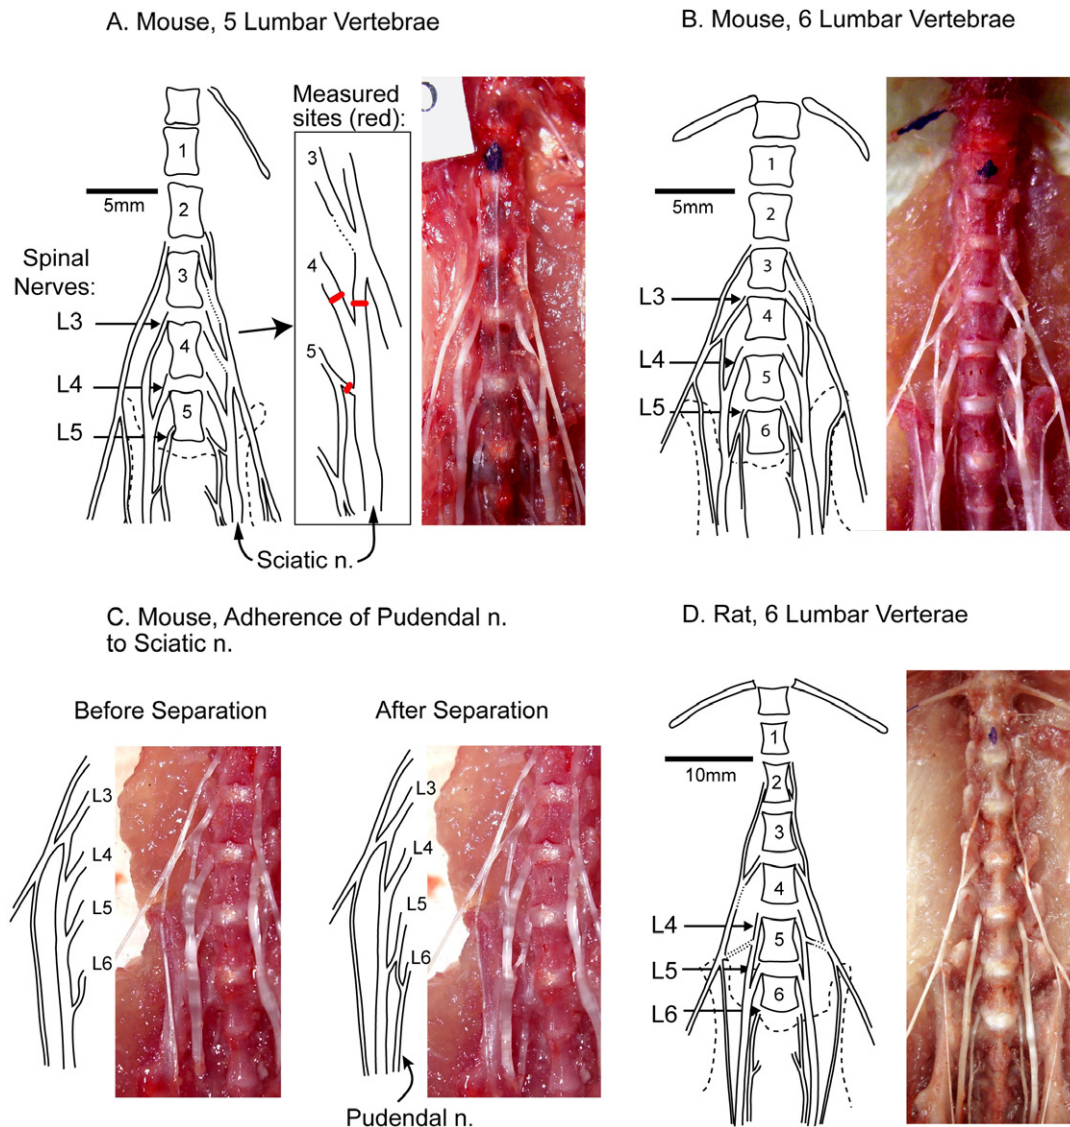 A. Mouse, 5 Lumbar Vertebrae
Measured
sites (red):
1
2
3
4
5
5mm
Spinal
Nerves:
L3
L4
L5
3
4
5
Sciatic n.
B. Mouse, 6 Lumbar Vertebrae
1
2
3
4
5
6
5mm
L3
L4
L5
C. Mouse, Adherence of Pudendal n.
to Sciatic n.
Before Separation
L3
L4
L5
L6
After Separation
L3
L4
L5
L6
Pudendal n.
D. Rat, 6 Lumbar Verterae
1
2
3
4
5
6
10mm
L4
L5
L6